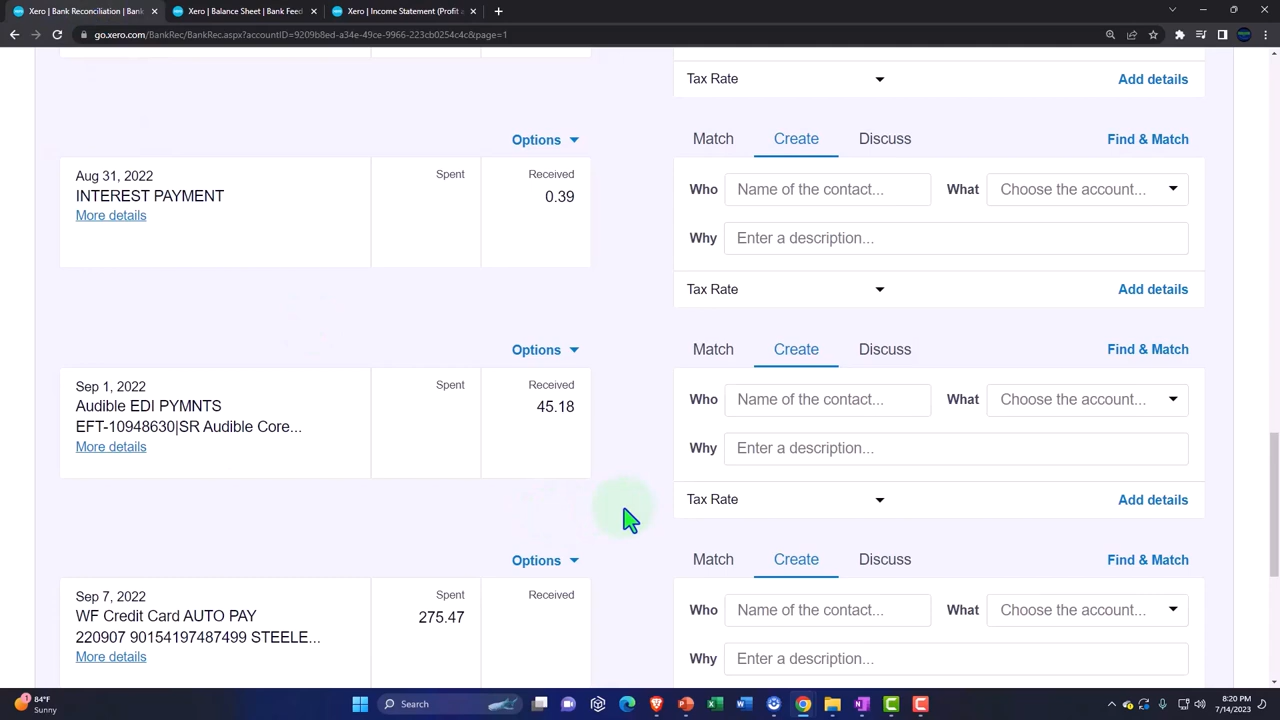 Xero | Bank Reconciliation | Bank
Xero | Balance Sheet | Bank Feed
Xero | Income Statement (Profit a
go.xero.com/BankRec/BankRec.aspx?accountID=9209b8ed-a34e-49ce-9966-223cb0254c4c&page=1
Tax Rate
Add details
Options
Match
Create
Discuss
Find & Match
Aug 31, 2022
INTEREST PAYMENT
More details
Spent
Received
0.39
Who
Name of the contact...
What
Choose the account...
Why
Enter a description...
Tax Rate
Add details
Options
Match
Create
Discuss
Find & Match
Sep 1, 2022
Audible EDI PYMNTS
EFT-10948630|SR Audible Core...
More details
Spent
Received
45.18
Who
Name of the contact...
What
Choose the account...
Why
Enter a description...
Tax Rate
Add details
Options
Match
Create
Discuss
Find & Match
Sep 7, 2022
WF Credit Card AUTO PAY
220907 90154197487499 STEELE...
More details
Spent
275.47
Received
Who
Name of the contact...
What
Choose the account...
Why
Enter a description...
84°F
Sunny
Search
8:20 PM
7/14/2023